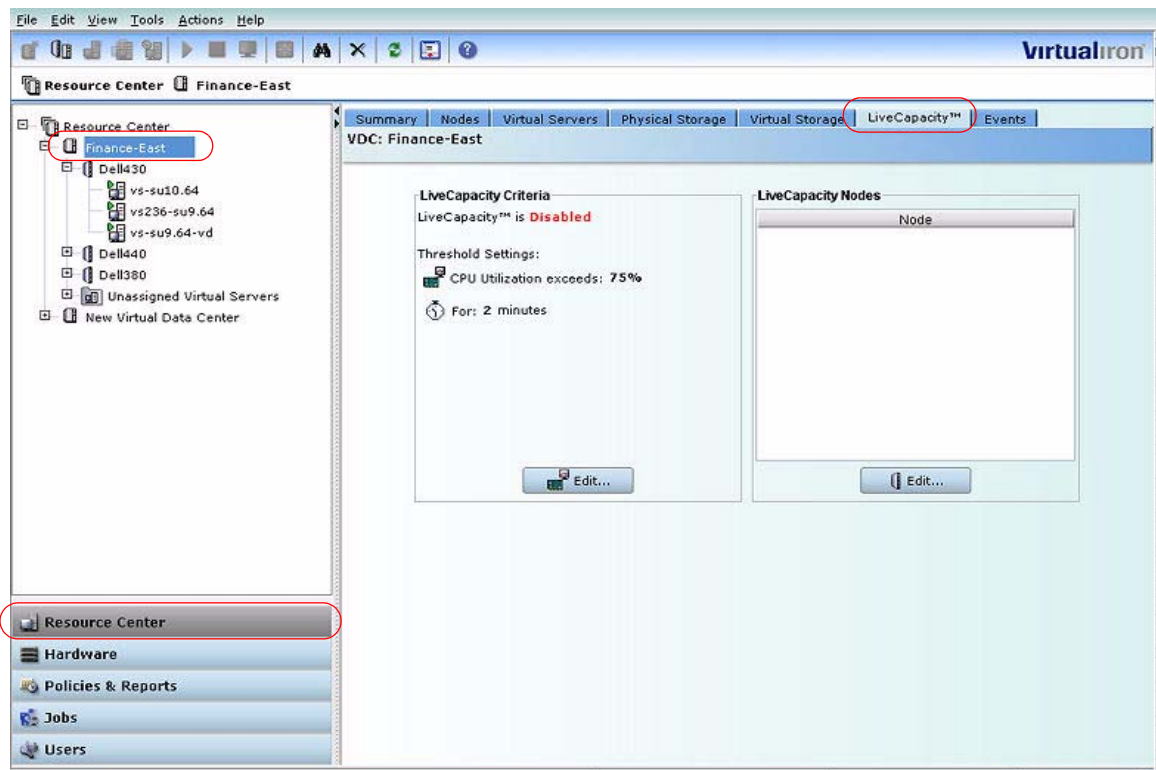 File Edit View Tools Actions Help
Virtualiron
Resource Center Finance-East
Resource Center
Finance-East
Dell430
vs-su10.64
vs236-su9.64
vs-su9.64-vd
Dell440
Dell380
Unassigned Virtual Servers
New Virtual Data Center
Resource Center
Hardware
Policies & Reports
Jobs
Users
Summary Nodes Virtual Servers Physical Storage Virtual Storage LiveCapacity™ Events
VDC: Finance-East
LiveCapacity Criteria
LiveCapacity™ is Disabled
Threshold Settings:
CPU Utilization exceeds: 75%
For: 2 minutes
Edit...
LiveCapacity Nodes
Node
Edit...